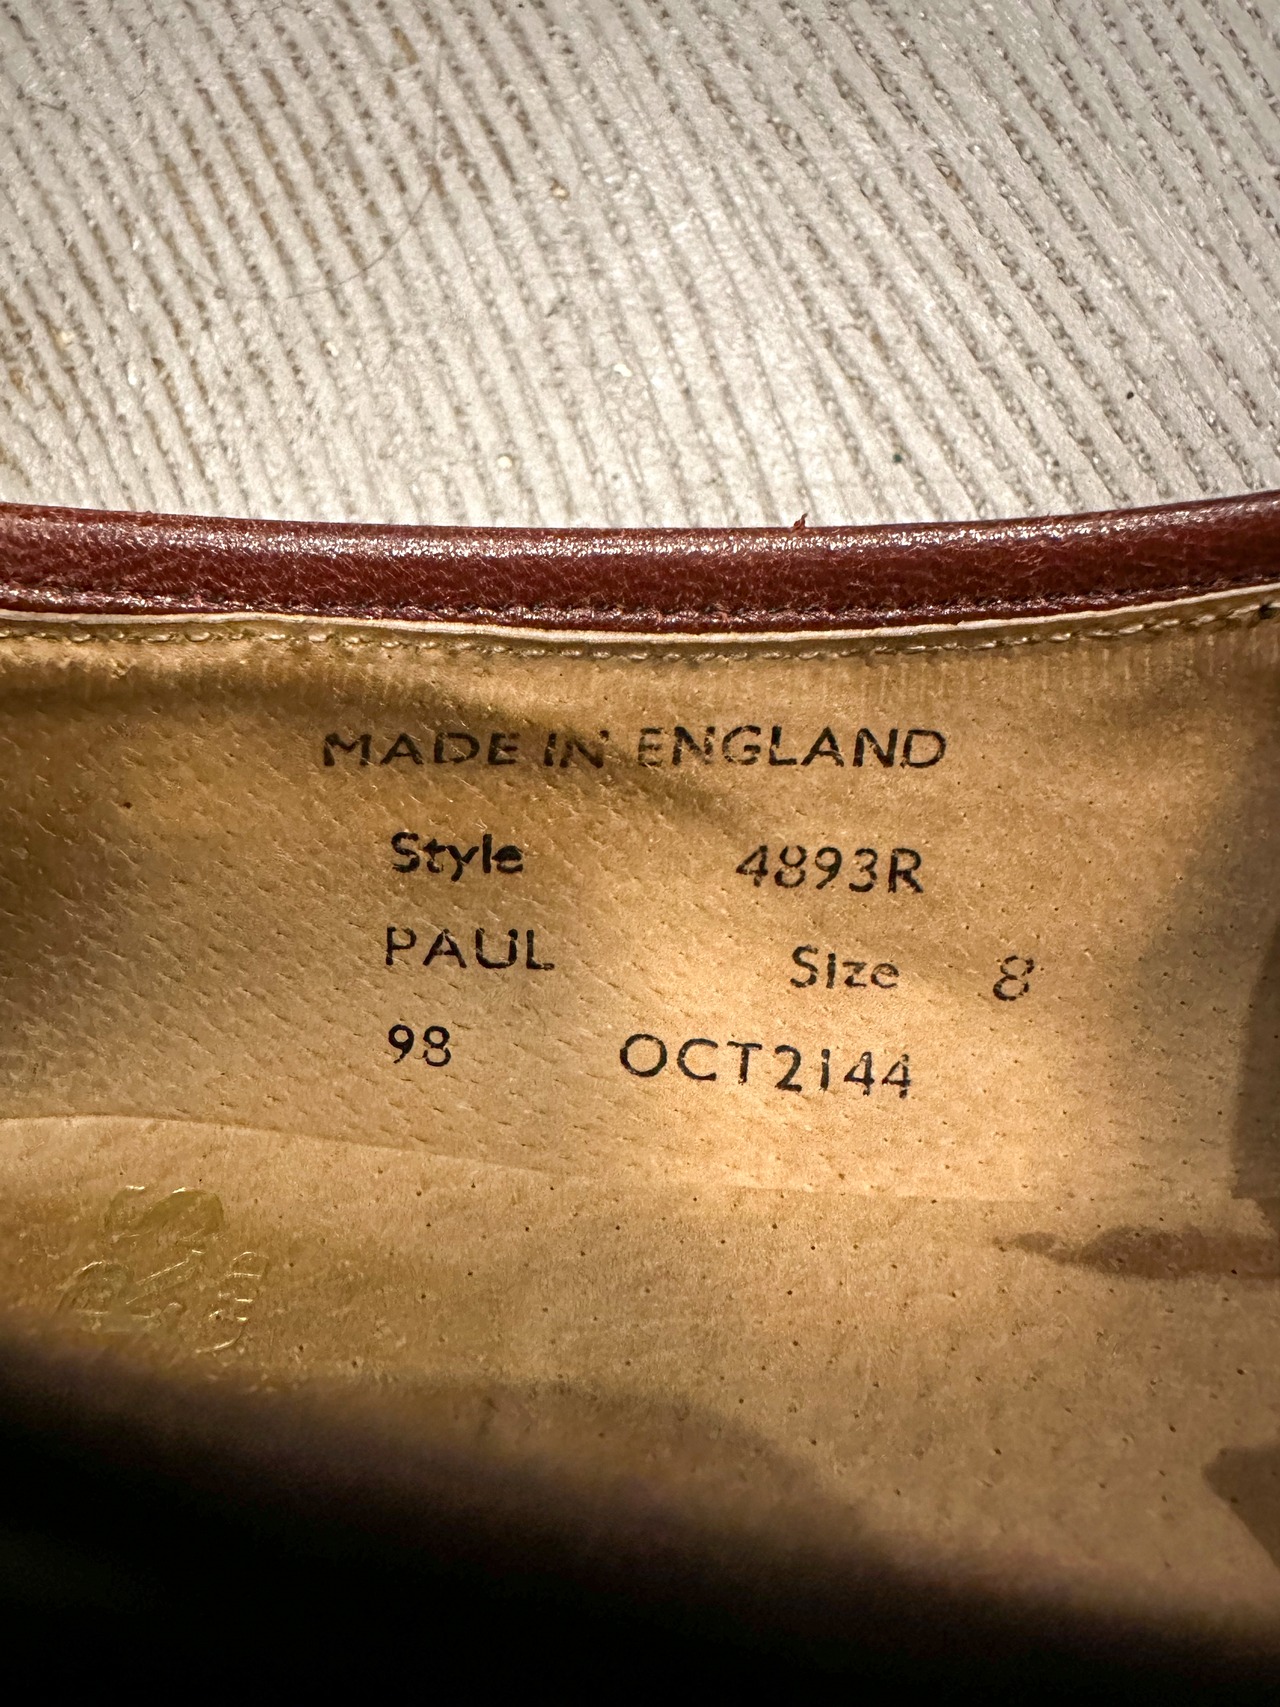 MADE IN ENGLAND
Style 4893R
PAUL Size 8
98 OCT2144